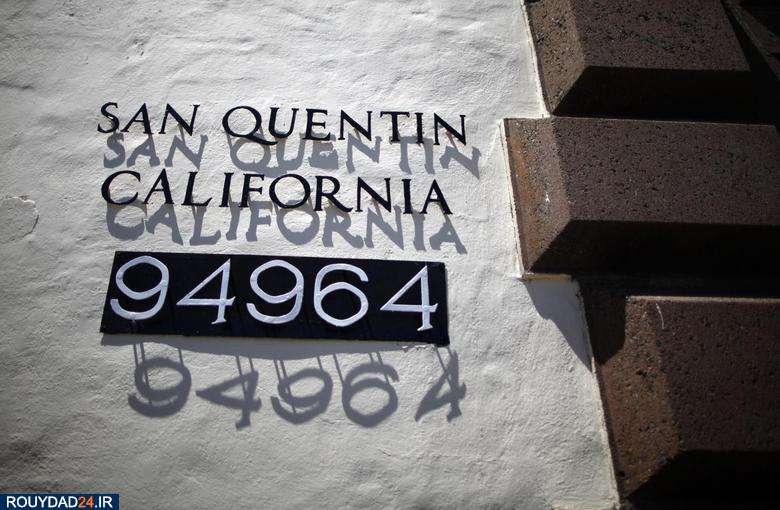 SAN QUENTIN
CALIFORNIA
94964
ROUYDAD24.IR